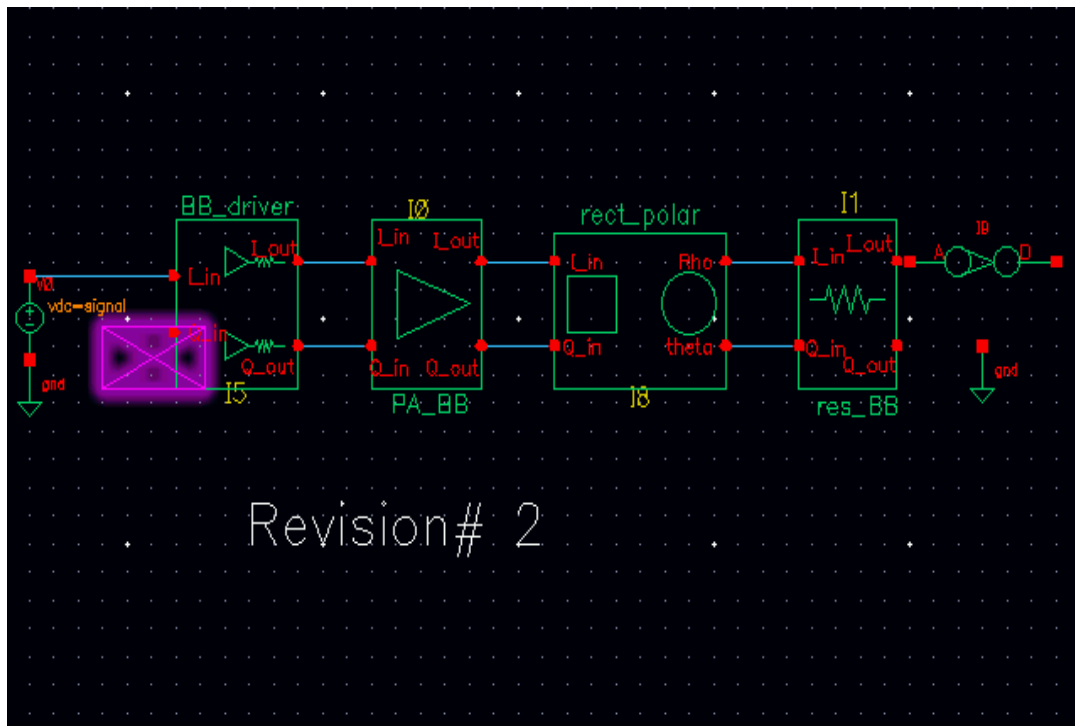 BB_driver
I0
rect_polar
I1
I9
I_out
I_in
I_out
I_in
Rho
I_in
I_out
A
D
I_in
V0
vdc=signal
Q_in
Q_out
Q_in
Q_out
Q_in
theta
Q_in
Q_out
gnd
gnd
I5
PA_BB
I8
res_BB
Revision# 2